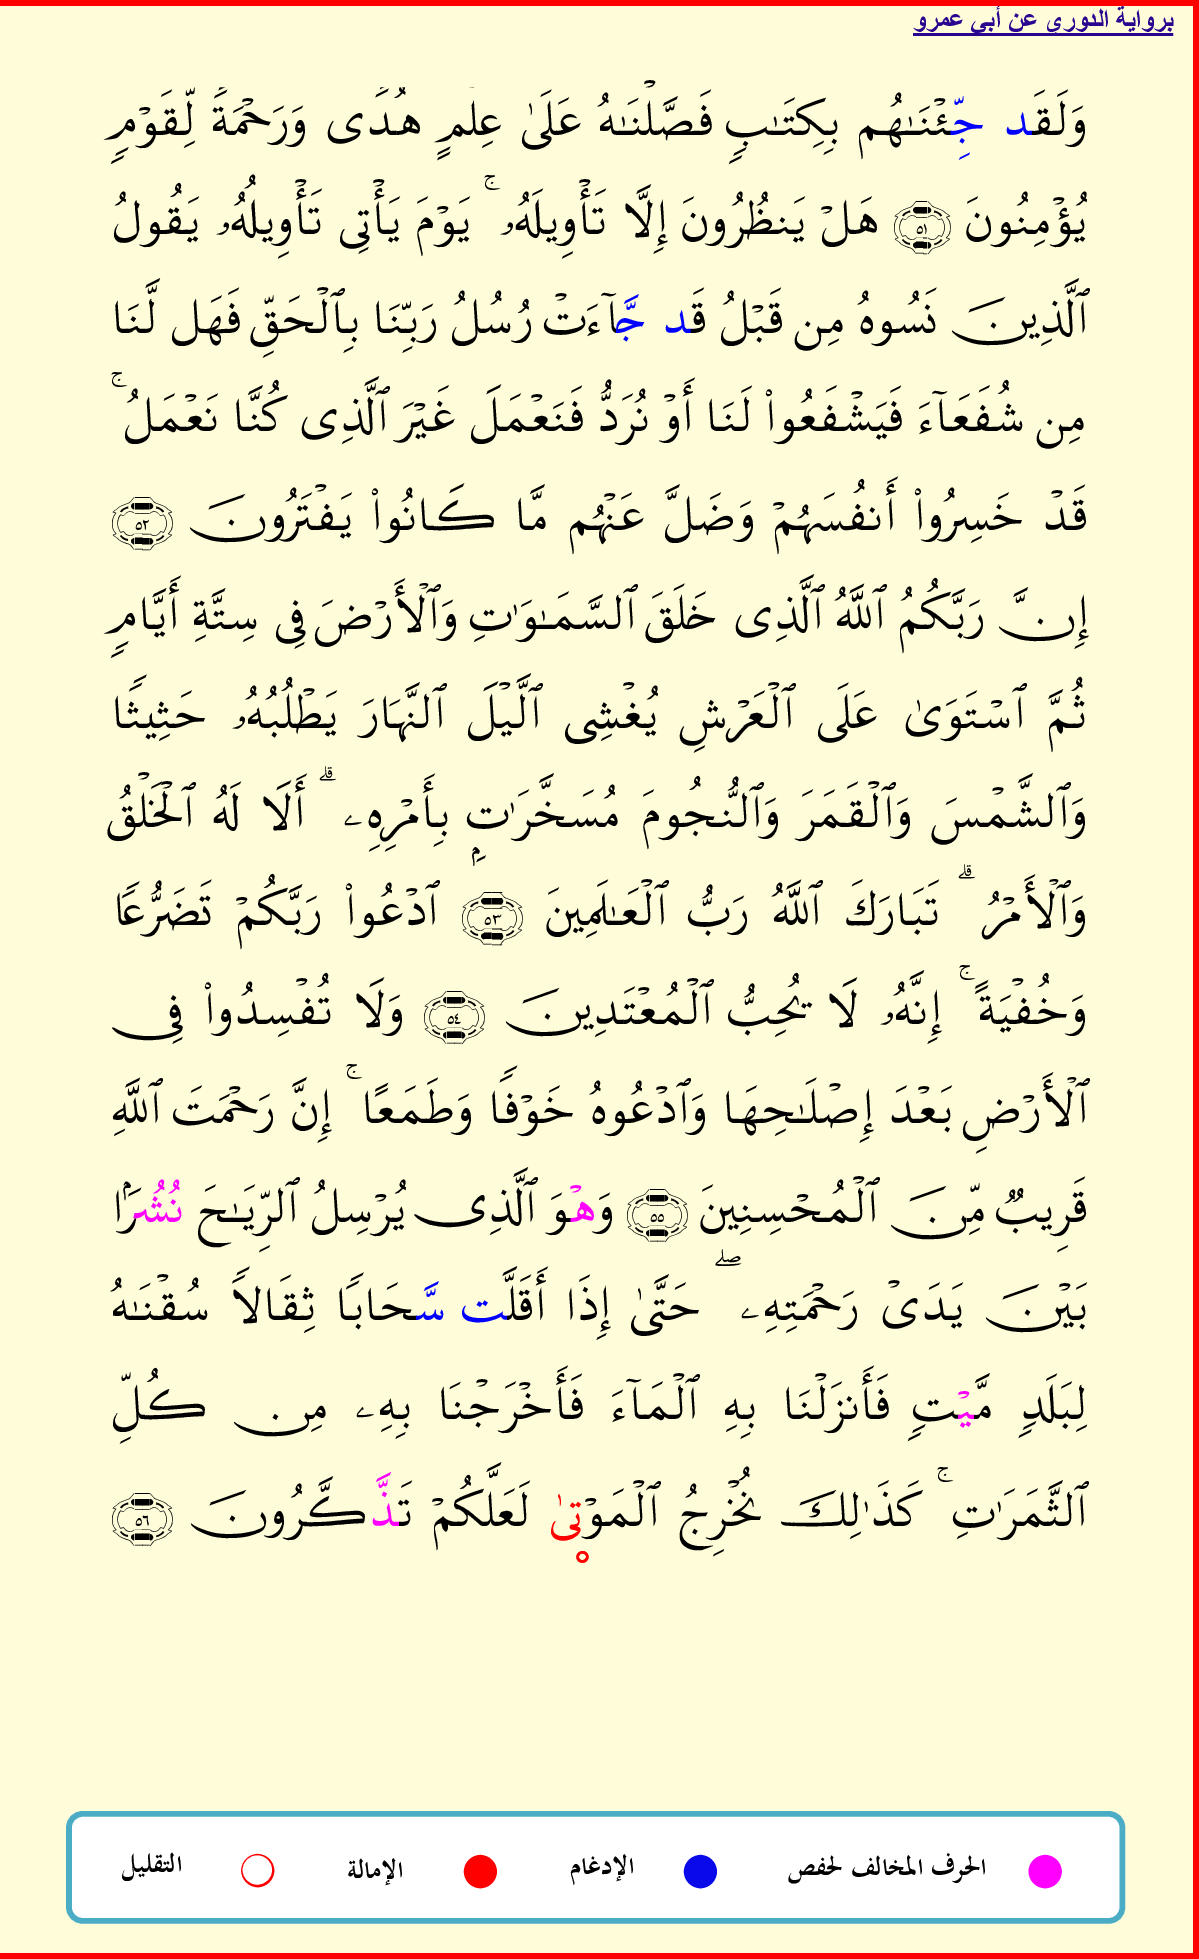 برواية الدوري عن أبي عمرو
وَلَقَد جِّئْنَٰهُم بِكِتَٰبٍ فَصَّلْنَٰهُ عَلَىٰ عِلْمٍ هُدًى وَرَحْمَةً لِّقَوْمٍ
يُؤْمِنُونَ ٥١ هَلْ يَنظُرُونَ إِلَّا تَأْوِيلَهُۥ ۚ يَوْمَ يَأْتِى تَأْوِيلُهُۥ يَقُولُ
ٱلَّذِينَ نَسُوهُ مِن قَبْلُ قَد جَّآءَتْ رُسُلُ رَبِّنَا بِٱلْحَقِّ فَهَل لَّنَا
مِن شُفَعَآءَ فَيَشْفَعُوا۟ لَنَا أَوْ نُرَدُّ فَنَعْمَلَ غَيْرَ ٱلَّذِى كُنَّا نَعْمَلُ ۚ
قَدْ خَسِرُوا۟ أَنفُسَهُمْ وَضَلَّ عَنْهُم مَّا كَانُوا۟ يَفْتَرُونَ ٥٢
إِنَّ رَبَّكُمُ ٱللَّهُ ٱلَّذِى خَلَقَ ٱلسَّمَٰوَٰتِ وَٱلْأَرْضَ فِى سِتَّةِ أَيَّامٍ
ثُمَّ ٱسْتَوَىٰ عَلَى ٱلْعَرْشِ يُغْشِى ٱلَّيْلَ ٱلنَّهَارَ يَطْلُبُهُۥ حَثِيثًا
وَٱلشَّمْسَ وَٱلْقَمَرَ وَٱلنُّجُومَ مُسَخَّرَٰتٍۭ بِأَمْرِهِۦ ۗ أَلَا لَهُ ٱلْخَلْقُ
وَٱلْأَمْرُ ۗ تَبَارَكَ ٱللَّهُ رَبُّ ٱلْعَٰلَمِينَ ٥٣ ٱدْعُوا۟ رَبَّكُمْ تَضَرُّعًا
وَخُفْيَةً ۚ إِنَّهُۥ لَا يُحِبُّ ٱلْمُعْتَدِينَ ٥٤ وَلَا تُفْسِدُوا۟ فِى
ٱلْأَرْضِ بَعْدَ إِصْلَٰحِهَا وَٱدْعُوهُ خَوْفًا وَطَمَعًا ۚ إِنَّ رَحْمَتَ ٱللَّهِ
قَرِيبٌ مِّنَ ٱلْمُحْسِنِينَ ٥٥ وَهْوَ ٱلَّذِى يُرْسِلُ ٱلرِّيَٰحَ نُشُرًۢا
بَيْنَ يَدَىْ رَحْمَتِهِۦ ۖ حَتَّىٰ إِذَا أَقَلَّت سَّحَابًا ثِقَالًا سُقْنَٰهُ
لِبَلَدٍ مَّيْتٍ فَأَنزَلْنَا بِهِ ٱلْمَآءَ فَأَخْرَجْنَا بِهِۦ مِن كُلِّ
ٱلثَّمَرَٰتِ ۚ كَذَٰلِكَ نُخْرِجُ ٱلْمَوْتىٰ لَعَلَّكُمْ تَذَّكَّرُونَ ٥٦
الحرف المخالف لحفص الإدغام الإمالة التقليل